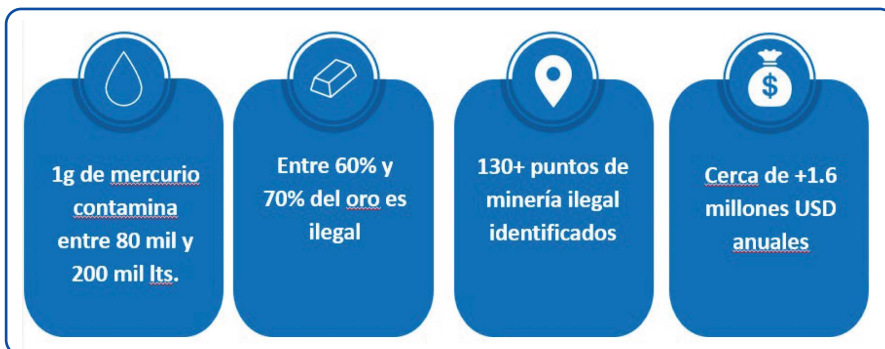 1g de mercurio
contamina
entre 80 mil y
200 mil lts.
Entre 60% y
70% del oro es
ilegal
130+ puntos de
minería ilegal
identificados
$
Cerca de +1.6
millones USD
anuales